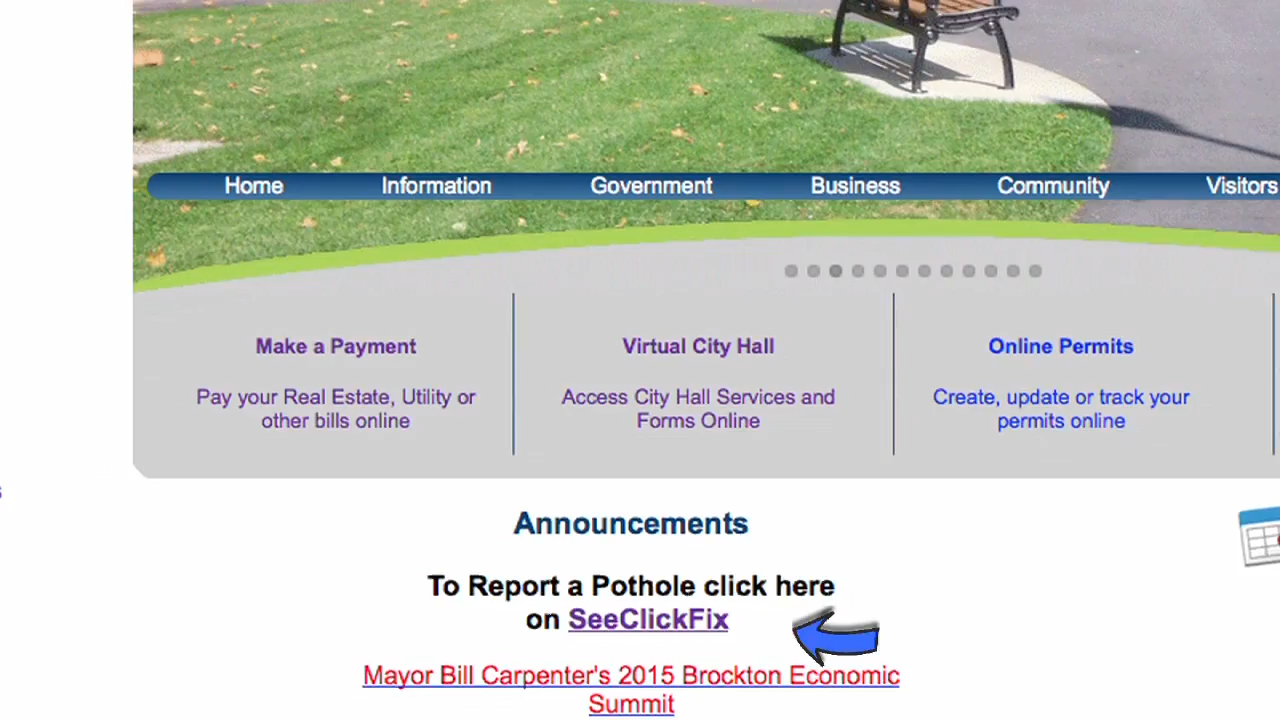 Home Information Government Business Community Visitors
Make a Payment
Pay your Real Estate, Utility or
other bills online
Virtual City Hall
Access City Hall Services and
Forms Online
Online Permits
Create, update or track your
permits online
Announcements
To Report a Pothole click here
on SeeClickFix
Mayor Bill Carpenter's 2015 Brockton Economic
Summit